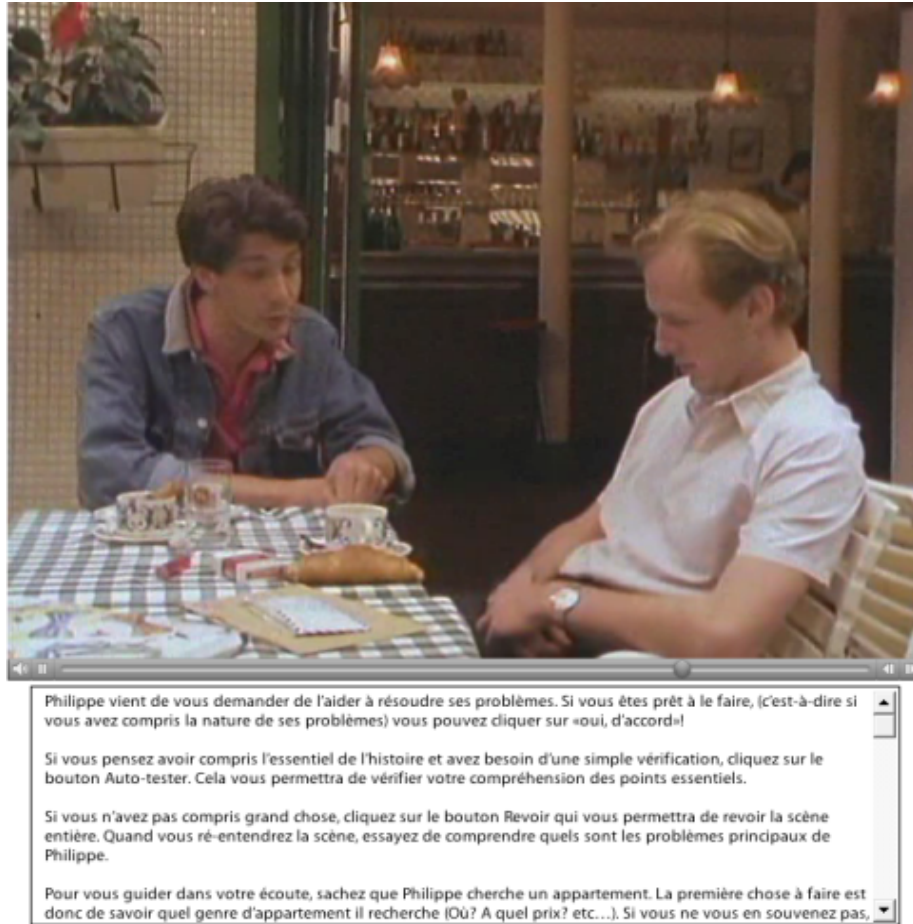 Philippe vient de vous demander de l'aider à résoudre ses problèmes. Si vous êtes prêt à le faire, (c'est-à-dire si
vous avez compris la nature de ses problèmes) vous pouvez cliquer sur «oui, d'accord»!
Si vous pensez avoir compris l'essentiel de l'histoire et avez besoin d'une simple vérification, cliquez sur le
bouton Auto-tester. Cela vous permettra de vérifier votre compréhension des points essentiels.
Si vous n'avez pas compris grand chose, cliquez sur le bouton Revoir qui vous permettra de revoir la scène
entière. Quand vous ré-entendrez la scène, essayez de comprendre quels sont les problèmes principaux de
Philippe.
Pour vous guider dans votre écoute, sachez que Philippe cherche un appartement. La première chose à faire est
donc de savoir quel genre d'appartement il recherche (Où? A quel prix? etc…). Si vous ne vous en souvenez pas,